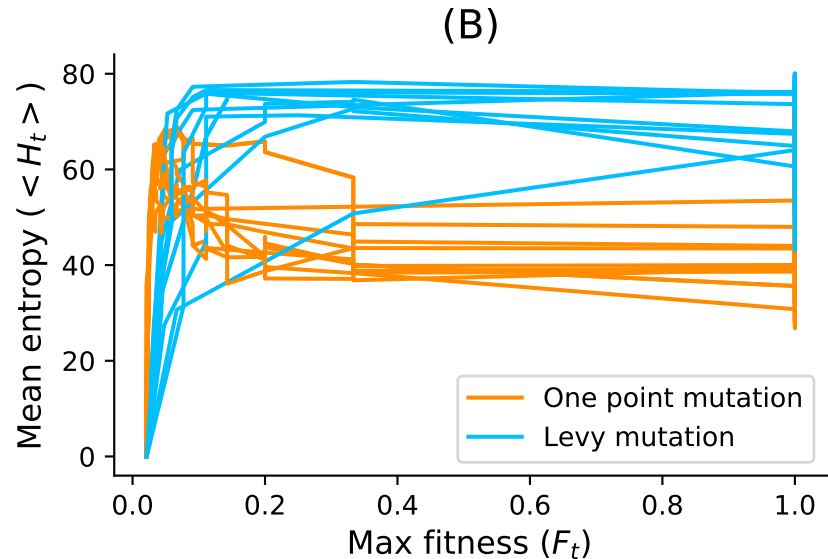 (B)
Mean entropy ( < H_t > )
80
60
40
20
0
One point mutation
Levy mutation
0.0 0.2 0.4 0.6 0.8 1.0
Max fitness (F_t)